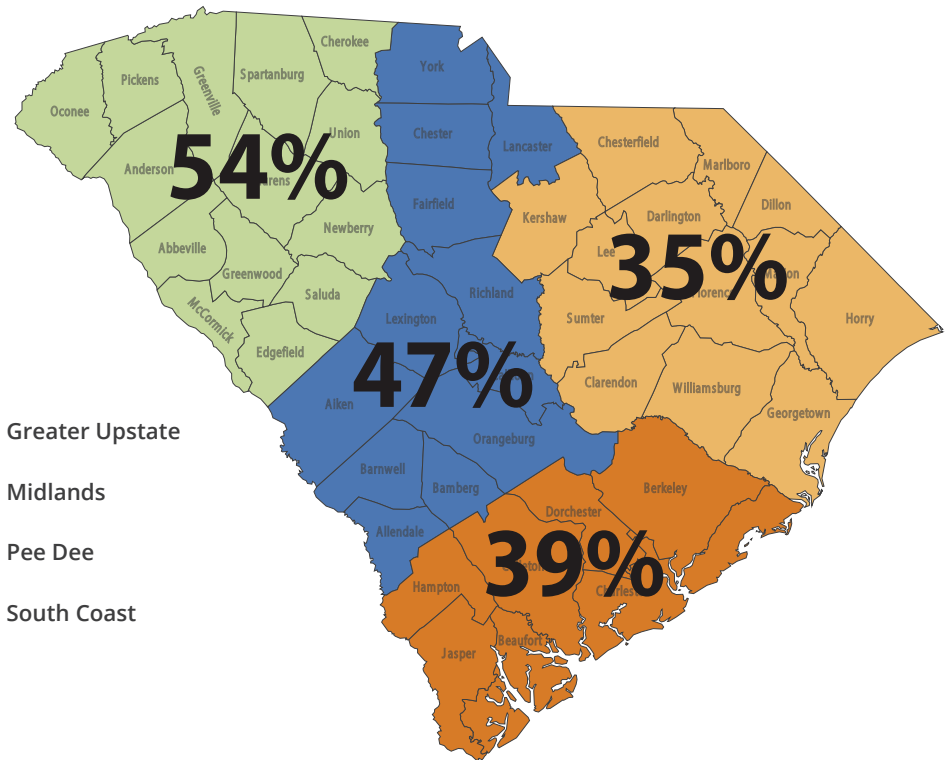 Cherokee
York
Spartanburg
Greenville
Pickens
Oconee
Union
Chester
Lancaster
Chesterfield
Marlboro
Anderson
54%
Fairfield
Kershaw
Darlington
Dillon
Newberry
Abbeville
Greenwood
Lee
35%
Saluda
Richland
McCormick
Lexington
Sumter
Horry
Edgefield
47%
Clarendon
Williamsburg
Aiken
Georgetown
Greater Upstate
Orangeburg
Barnwell
Midlands
Bamberg
Berkeley
Dorchester
Allendale
Pee Dee
39%
Hampton
South Coast
Beaufort
Jasper